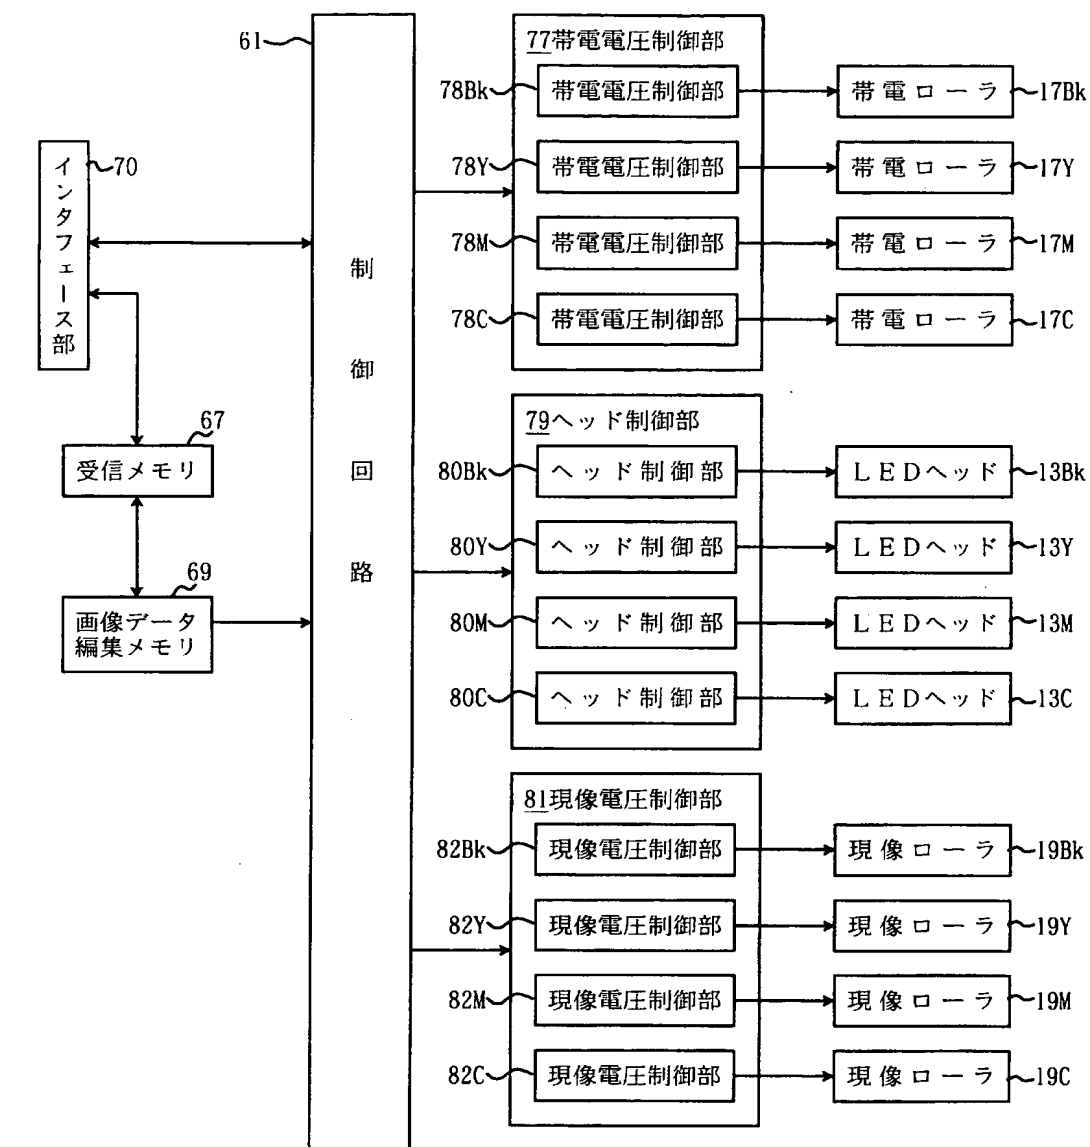 61
制御回路
インタフェース部
70
受信メモリ
67
画像データ
編集メモリ
69
77帯電電圧制御部
78Bk 帯電電圧制御部 帯電ローラ 17Bk
78Y 帯電電圧制御部 帯電ローラ 17Y
78M 帯電電圧制御部 帯電ローラ 17M
78C 帯電電圧制御部 帯電ローラ 17C
79ヘッド制御部
80Bk ヘッド制御部 LEDヘッド 13Bk
80Y ヘッド制御部 LEDヘッド 13Y
80M ヘッド制御部 LEDヘッド 13M
80C ヘッド制御部 LEDヘッド 13C
81現像電圧制御部
82Bk 現像電圧制御部 現像ローラ 19Bk
82Y 現像電圧制御部 現像ローラ 19Y
82M 現像電圧制御部 現像ローラ 19M
82C 現像電圧制御部 現像ローラ 19C